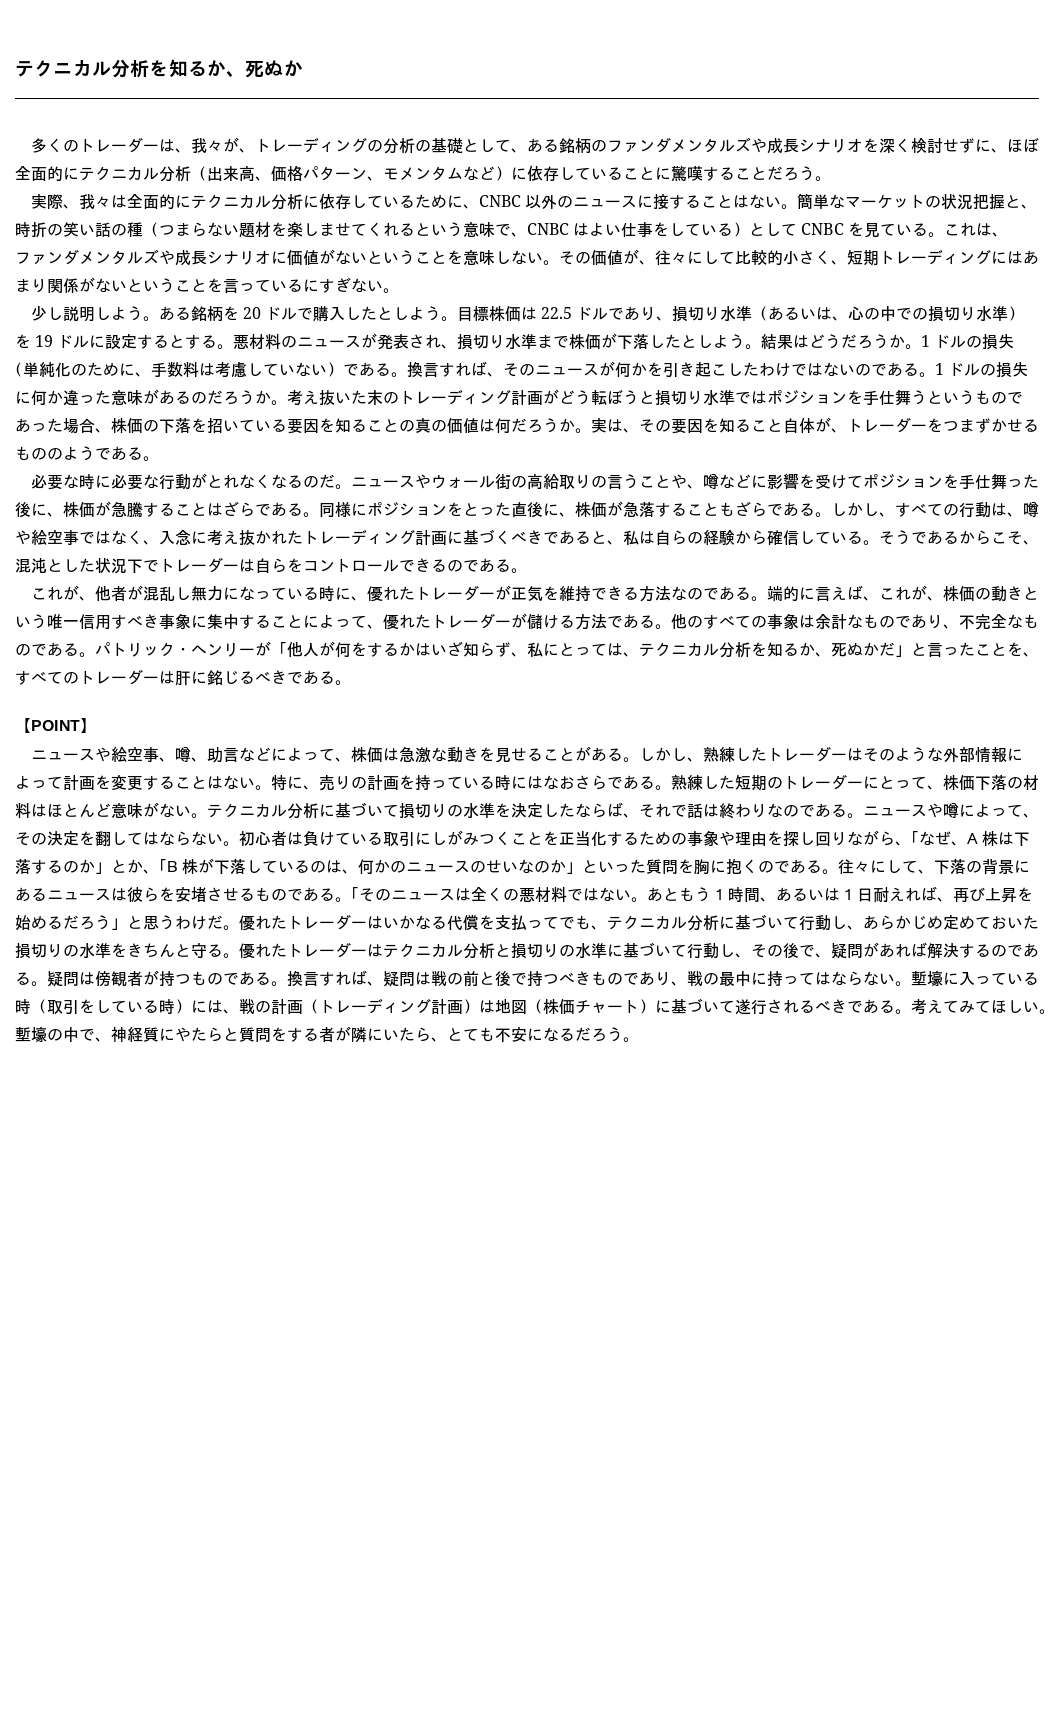 テクニカル分析を知るか、死ぬか
多くのトレーダーは、我々が、トレーディングの分析の基礎として、ある銘柄のファンダメンタルズや成長シナリオを深く検討せずに、ほぼ
全面的にテクニカル分析（出来高、価格パターン、モメンタムなど）に依存していることに驚嘆することだろう。
実際、我々は全面的にテクニカル分析に依存しているために、CNBC 以外のニュースに接することはない。簡単なマーケットの状況把握と、
時折の笑い話の種（つまらない題材を楽しませてくれるという意味で、CNBC はよい仕事をしている）として CNBC を見ている。これは、
ファンダメンタルズや成長シナリオに価値がないということを意味しない。その価値が、往々にして比較的小さく、短期トレーディングにはあ
まり関係がないということを言っているにすぎない。
少し説明しよう。ある銘柄を 20 ドルで購入したとしよう。目標株価は 22.5 ドルであり、損切り水準（あるいは、心の中での損切り水準）
を 19 ドルに設定するとする。悪材料のニュースが発表され、損切り水準まで株価が下落したとしよう。結果はどうだろうか。1 ドルの損失
（単純化のために、手数料は考慮していない）である。換言すれば、そのニュースが何かを引き起こしたわけではないのである。1 ドルの損失
に何か違った意味があるのだろうか。考え抜いた末のトレーディング計画がどう転ぼうと損切り水準ではポジションを手仕舞うというもので
あった場合、株価の下落を招いている要因を知ることの真の価値は何だろうか。実は、その要因を知ること自体が、トレーダーをつまずかせる
もののようである。
必要な時に必要な行動がとれなくなるのだ。ニュースやウォール街の高給取りの言うことや、噂などに影響を受けてポジションを手仕舞った
後に、株価が急騰することはざらである。同様にポジションをとった直後に、株価が急落することもざらである。しかし、すべての行動は、噂
や絵空事ではなく、入念に考え抜かれたトレーディング計画に基づくべきであると、私は自らの経験から確信している。そうであるからこそ、
混沌とした状況下でトレーダーは自らをコントロールできるのである。
これが、他者が混乱し無力になっている時に、優れたトレーダーが正気を維持できる方法なのである。端的に言えば、これが、株価の動きと
いう唯一信用すべき事象に集中することによって、優れたトレーダーが儲ける方法である。他のすべての事象は余計なものであり、不完全なも
のである。パトリック・ヘンリーが「他人が何をするかはいざ知らず、私にとっては、テクニカル分析を知るか、死ぬかだ」と言ったことを、
すべてのトレーダーは肝に銘じるべきである。
【POINT】
ニュースや絵空事、噂、助言などによって、株価は急激な動きを見せることがある。しかし、熟練したトレーダーはそのような外部情報に
よって計画を変更することはない。特に、売りの計画を持っている時にはなおさらである。熟練した短期のトレーダーにとって、株価下落の材
料はほとんど意味がない。テクニカル分析に基づいて損切りの水準を決定したならば、それで話は終わりなのである。ニュースや噂によって、
その決定を翻してはならない。初心者は負けている取引にしがみつくことを正当化するための事象や理由を探し回りながら、「なぜ、A 株は下
落するのか」とか、「B 株が下落しているのは、何かのニュースのせいなのか」といった質問を胸に抱くのである。往々にして、下落の背景に
あるニュースは彼らを安堵させるものである。「そのニュースは全くの悪材料ではない。あともう 1 時間、あるいは 1 日耐えれば、再び上昇を
始めるだろう」と思うわけだ。優れたトレーダーはいかなる代償を支払ってでも、テクニカル分析に基づいて行動し、あらかじめ定めておいた
損切りの水準をきちんと守る。優れたトレーダーはテクニカル分析と損切りの水準に基づいて行動し、その後で、疑問があれば解決するのであ
る。疑問は傍観者が持つものである。換言すれば、疑問は戦の前と後で持つべきものであり、戦の最中に持ってはならない。塹壕に入っている
時（取引をしている時）には、戦の計画（トレーディング計画）は地図（株価チャート）に基づいて遂行されるべきである。考えてみてほしい。
塹壕の中で、神経質にやたらと質問をする者が隣にいたら、とても不安になるだろう。